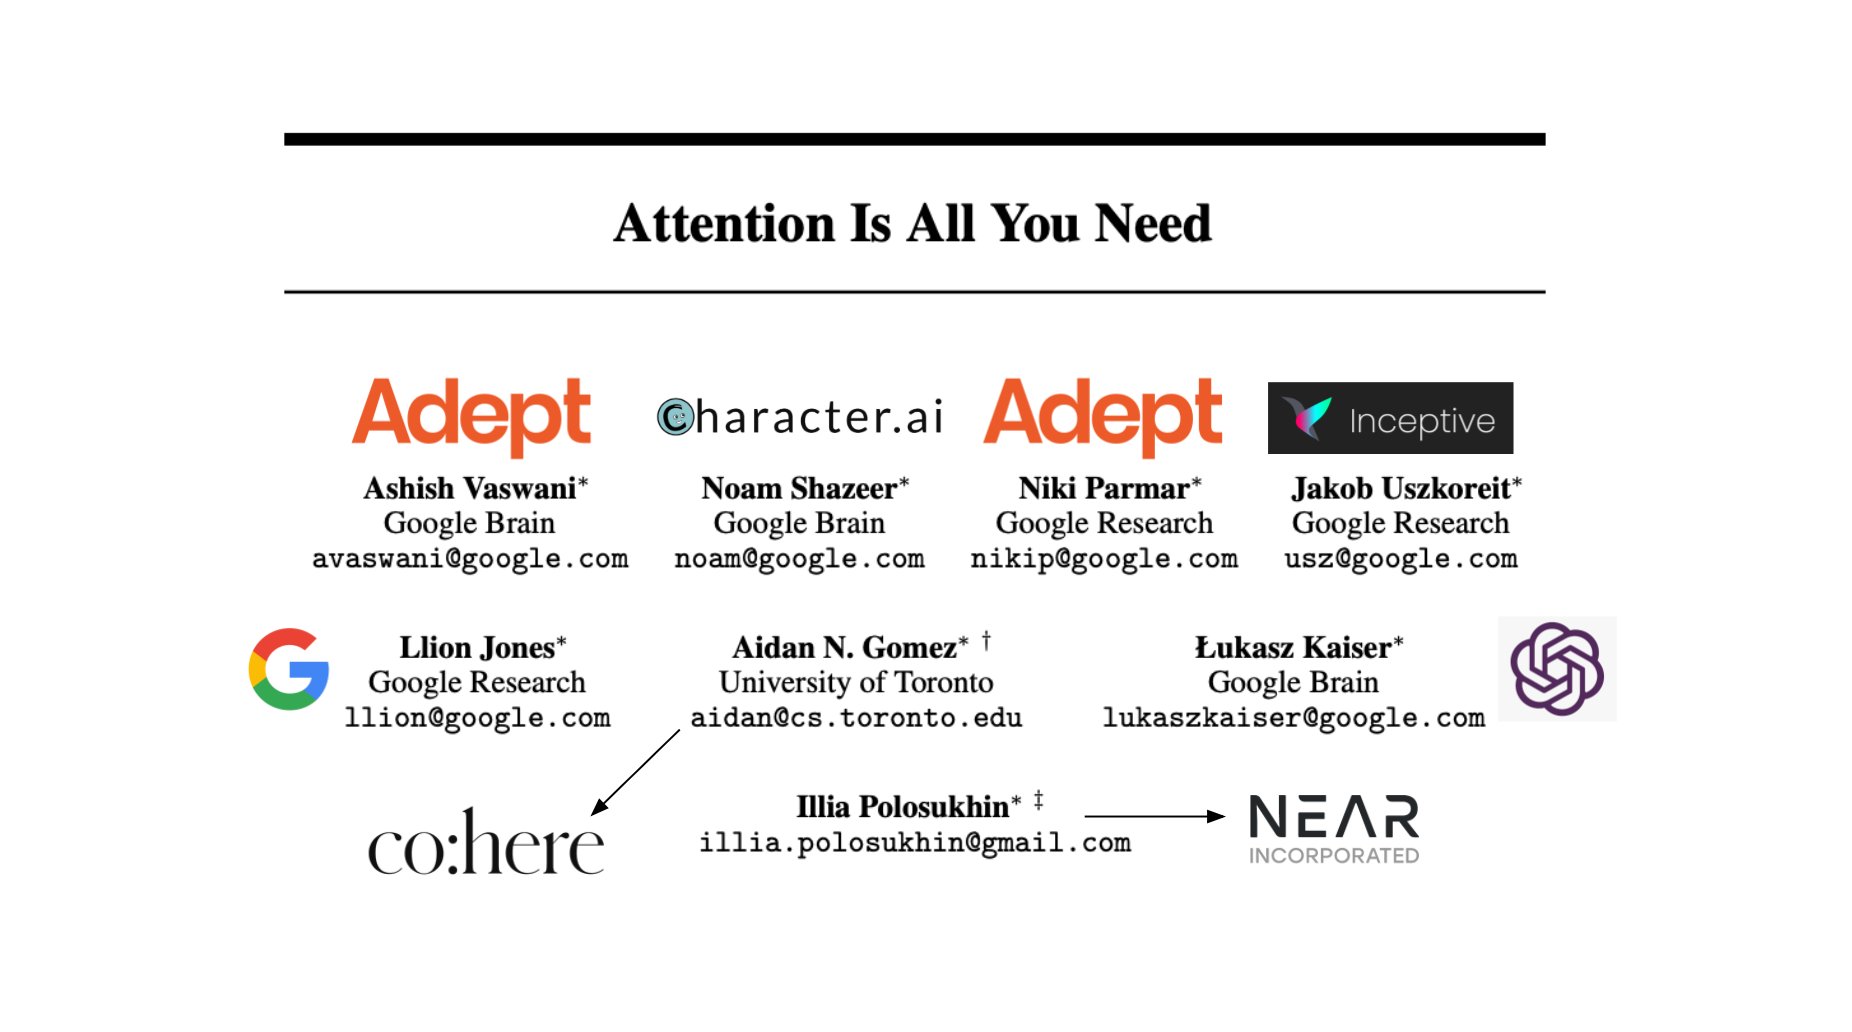 Attention Is All You Need
Adept
character.ai
Adept
Inceptive
Ashish Vaswani* Noam Shazeer* Niki Parmar* Jakob Uszkoreit*
Google Brain Google Brain Google Research Google Research
avaswani@google.com noam@google.com nikip@google.com usz@google.com
G
Llion Jones* Aidan N. Gomez* † Łukasz Kaiser*
Google Research University of Toronto Google Brain
llion@google.com aidan@cs.toronto.edu lukaszkaiser@google.com
co:here
Illia Polosukhin* ‡
illia.polosukhin@gmail.com
NEAR
INCORPORATED